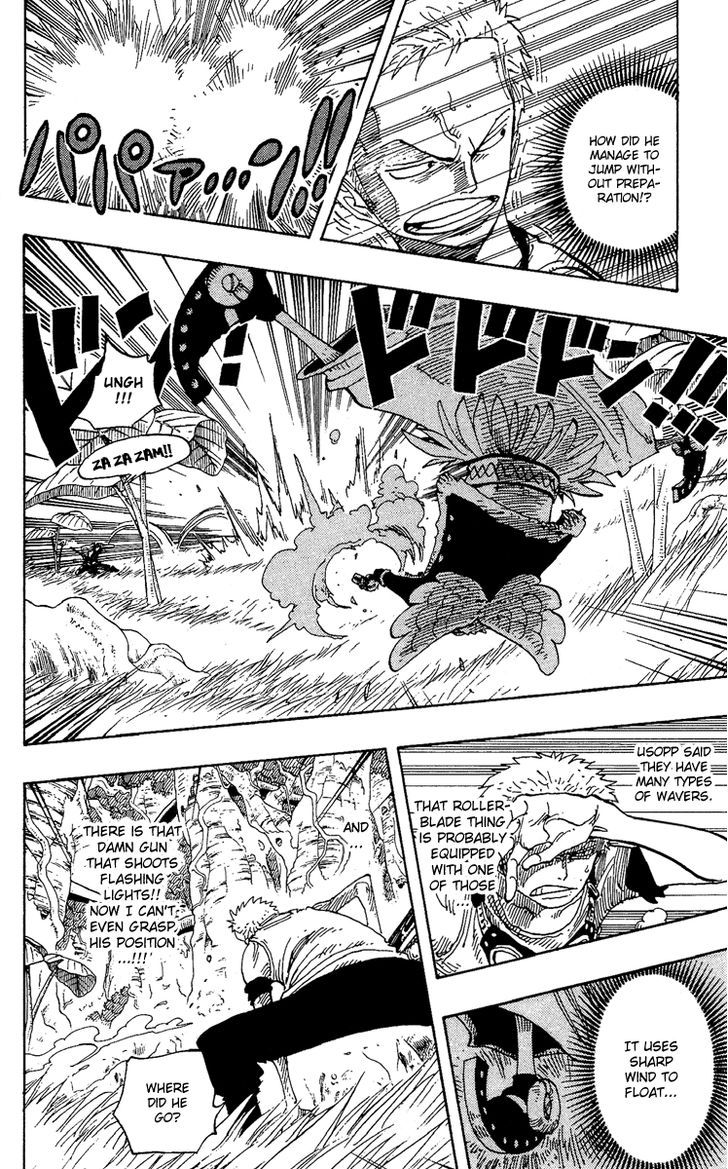 HOW DID HE
MANAGE TO
JUMP WITH-
OUT PREPA-
RATION!?
パパァ...ン!!
ドドドドン!!!
UNGH
!!!
ZA ZA ZAM!!
USOPP SAID
THEY HAVE
MANY TYPES
OF WAVERS.
THAT ROLLER
BLADE THING
IS PROBABLY
EQUIPPED
WITH ONE OF
THOSE
...
IT USES
SHARP
WIND TO
FLOAT...
AND
...
THERE IS THAT
DAMN GUN
THAT SHOOTS
FLASHING
LIGHTS!!
NOW I CAN'T
EVEN GRASP
HIS POSITION
...!!!
WHERE
DID HE
GO?